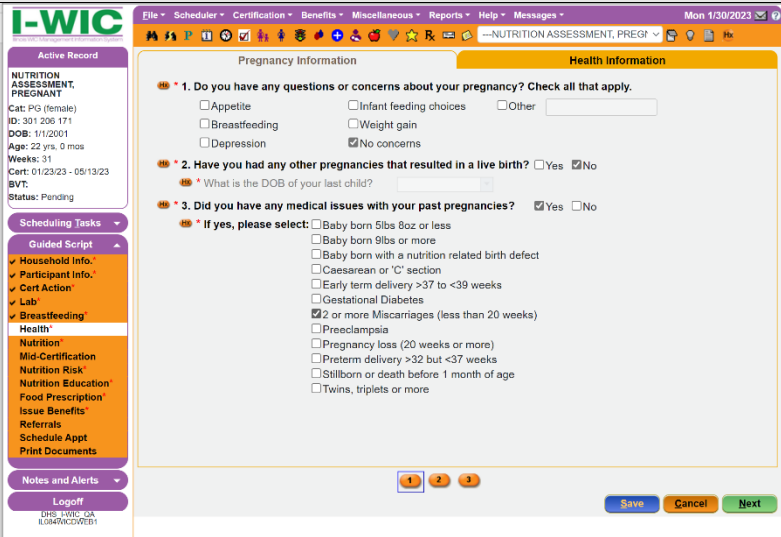 I-WIC
File Scheduler Certification Benefits Miscellaneous Reports Help Messages Mon 1/30/2023
---NUTRITION ASSESSMENT, PREGN
Active Record
NUTRITION
ASSESSMENT,
PREGNANT
Cat: PG (female)
ID: 301 206 171
DOB: 1/1/2001
Age: 22 yrs, 0 mos
Weeks: 31
Cert: 01/23/23 - 05/13/23
BVT:
Status: Pending
Scheduling Tasks
Guided Script
Household Info.*
Participant Info.*
Cert Action*
Lab*
Breastfeeding*
Health*
Nutrition*
Mid-Certification
Nutrition Risk*
Nutrition Education*
Food Prescription*
Issue Benefits*
Referrals
Schedule Appt
Print Documents
Notes and Alerts
Logoff
DHS_I-WIC_QA
IL084WICDWEB1
Pregnancy Information
Health Information
Hx * 1. Do you have any questions or concerns about your pregnancy? Check all that apply.
Appetite Infant feeding choices Other
Breastfeeding Weight gain
Depression No concerns
Hx * 2. Have you had any other pregnancies that resulted in a live birth? Yes No
Hx * What is the DOB of your last child?
Hx * 3. Did you have any medical issues with your past pregnancies? Yes No
Hx * If yes, please select: Baby born 5lbs 8oz or less
Baby born 9lbs or more
Baby born with a nutrition related birth defect
Caesarean or 'C' section
Early term delivery >37 to <39 weeks
Gestational Diabetes
2 or more Miscarriages (less than 20 weeks)
Preeclampsia
Pregnancy loss (20 weeks or more)
Preterm delivery >32 but <37 weeks
Stillborn or death before 1 month of age
Twins, triplets or more
1 2 3
Save Cancel Next